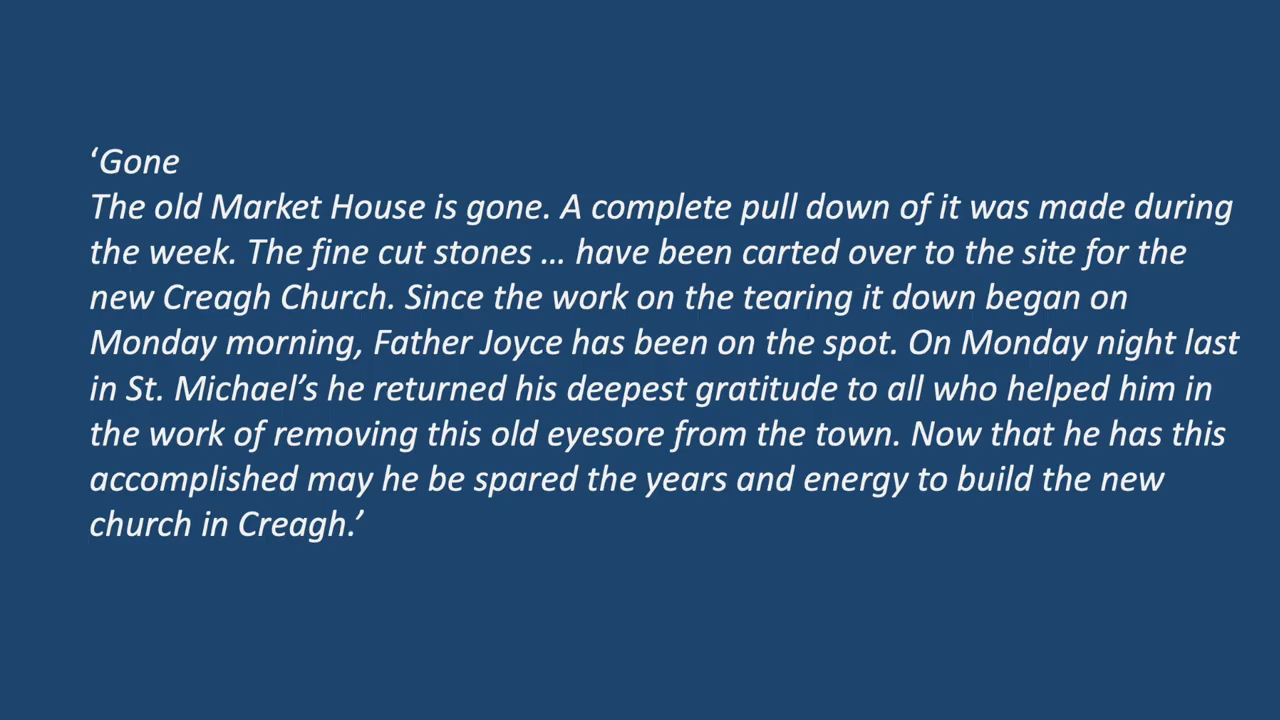 ‘Gone
The old Market House is gone. A complete pull down of it was made during
the week. The fine cut stones … have been carted over to the site for the
new Creagh Church. Since the work on the tearing it down began on
Monday morning, Father Joyce has been on the spot. On Monday night last
in St. Michael’s he returned his deepest gratitude to all who helped him in
the work of removing this old eyesore from the town. Now that he has this
accomplished may he be spared the years and energy to build the new
church in Creagh.’